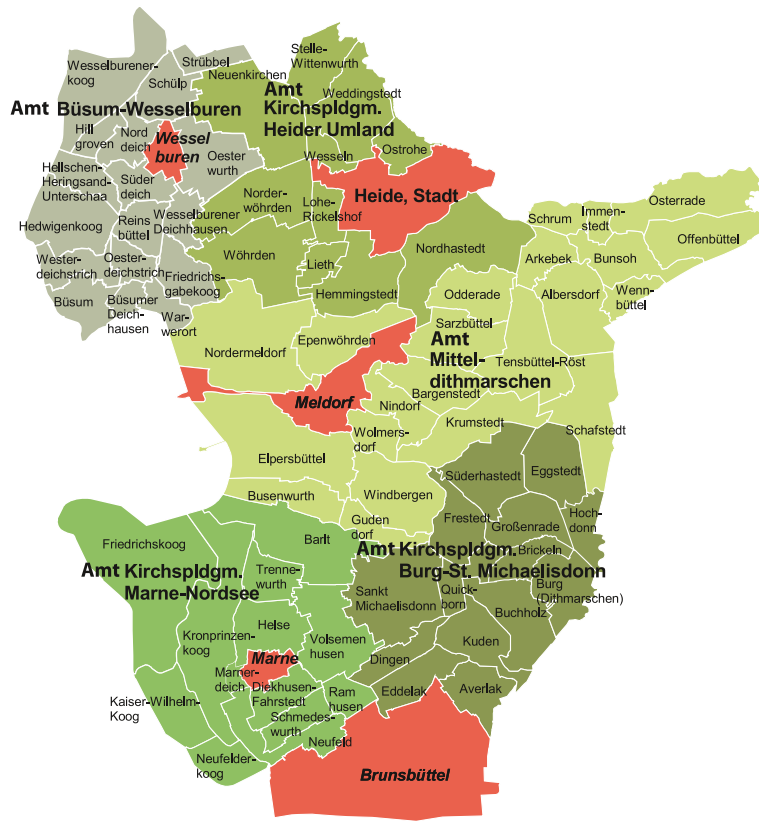 Strübbel
Wesselburener-
koog
Schülp
Neuenkirchen
Stelle-
Wittenwurth
Weddingstedt
Amt Büsum-Wesselburen
Amt
Kirchspldgm.
Heider Umland
Hill
groven
Nord
deich
Wessel
buren
Oester
wurth
Wesseln
Ostrohe
Hellschen-
Heringsand-
Unterschaa
Süder
deich
Norder-
wöhrden
Lohe-
Rickelshof
Heide, Stadt
Hedwigenkoog
Reins
büttel
Wesselburener
Deichhausen
Schrum
Immen-
stedt
Osterrade
Offenbüttel
Wester-
deichstrich
Oester-
deichstrich
Wöhrden
Lieth
Nordhastedt
Arkebek
Bunsoh
Friedrichs-
gabekoog
Büsum
Büsumer
Deich-
hausen
War-
werort
Hemmingstedt
Odderade
Albersdorf
Wenn-
büttel
Sarzbüttel
Nordermeldorf
Epenwöhrden
Amt
Mittel-
dithmarschen
Tensbüttel-Röst
Meldorf
Bargenstedt
Nindorf
Krumstedt
Schafstedt
Wolmers-
dorf
Elpersbüttel
Süderhastedt
Eggstedt
Busenwurth
Windbergen
Guden
dorf
Frestedt
Großenrade
Hoch-
donn
Friedrichskoog
Barlt
Amt Kirchspldgm.
Burg-St. Michaelisdonn
Brickeln
Amt Kirchspldgm.
Marne-Nordsee
Trenne-
wurth
Sankt
Michaelisdonn
Quick-
born
Burg
(Dithmarschen)
Buchholz
Helse
Kronprinzen-
koog
Volsemen
husen
Kuden
Marne
Marner-
deich
Diekhusen-
Fahrstedt
Dingen
Eddelak
Averlak
Kaiser-Wilhelm-
Koog
Ram
husen
Schmedes-
wurth
Neufeld
Neufelder-
koog
Brunsbüttel